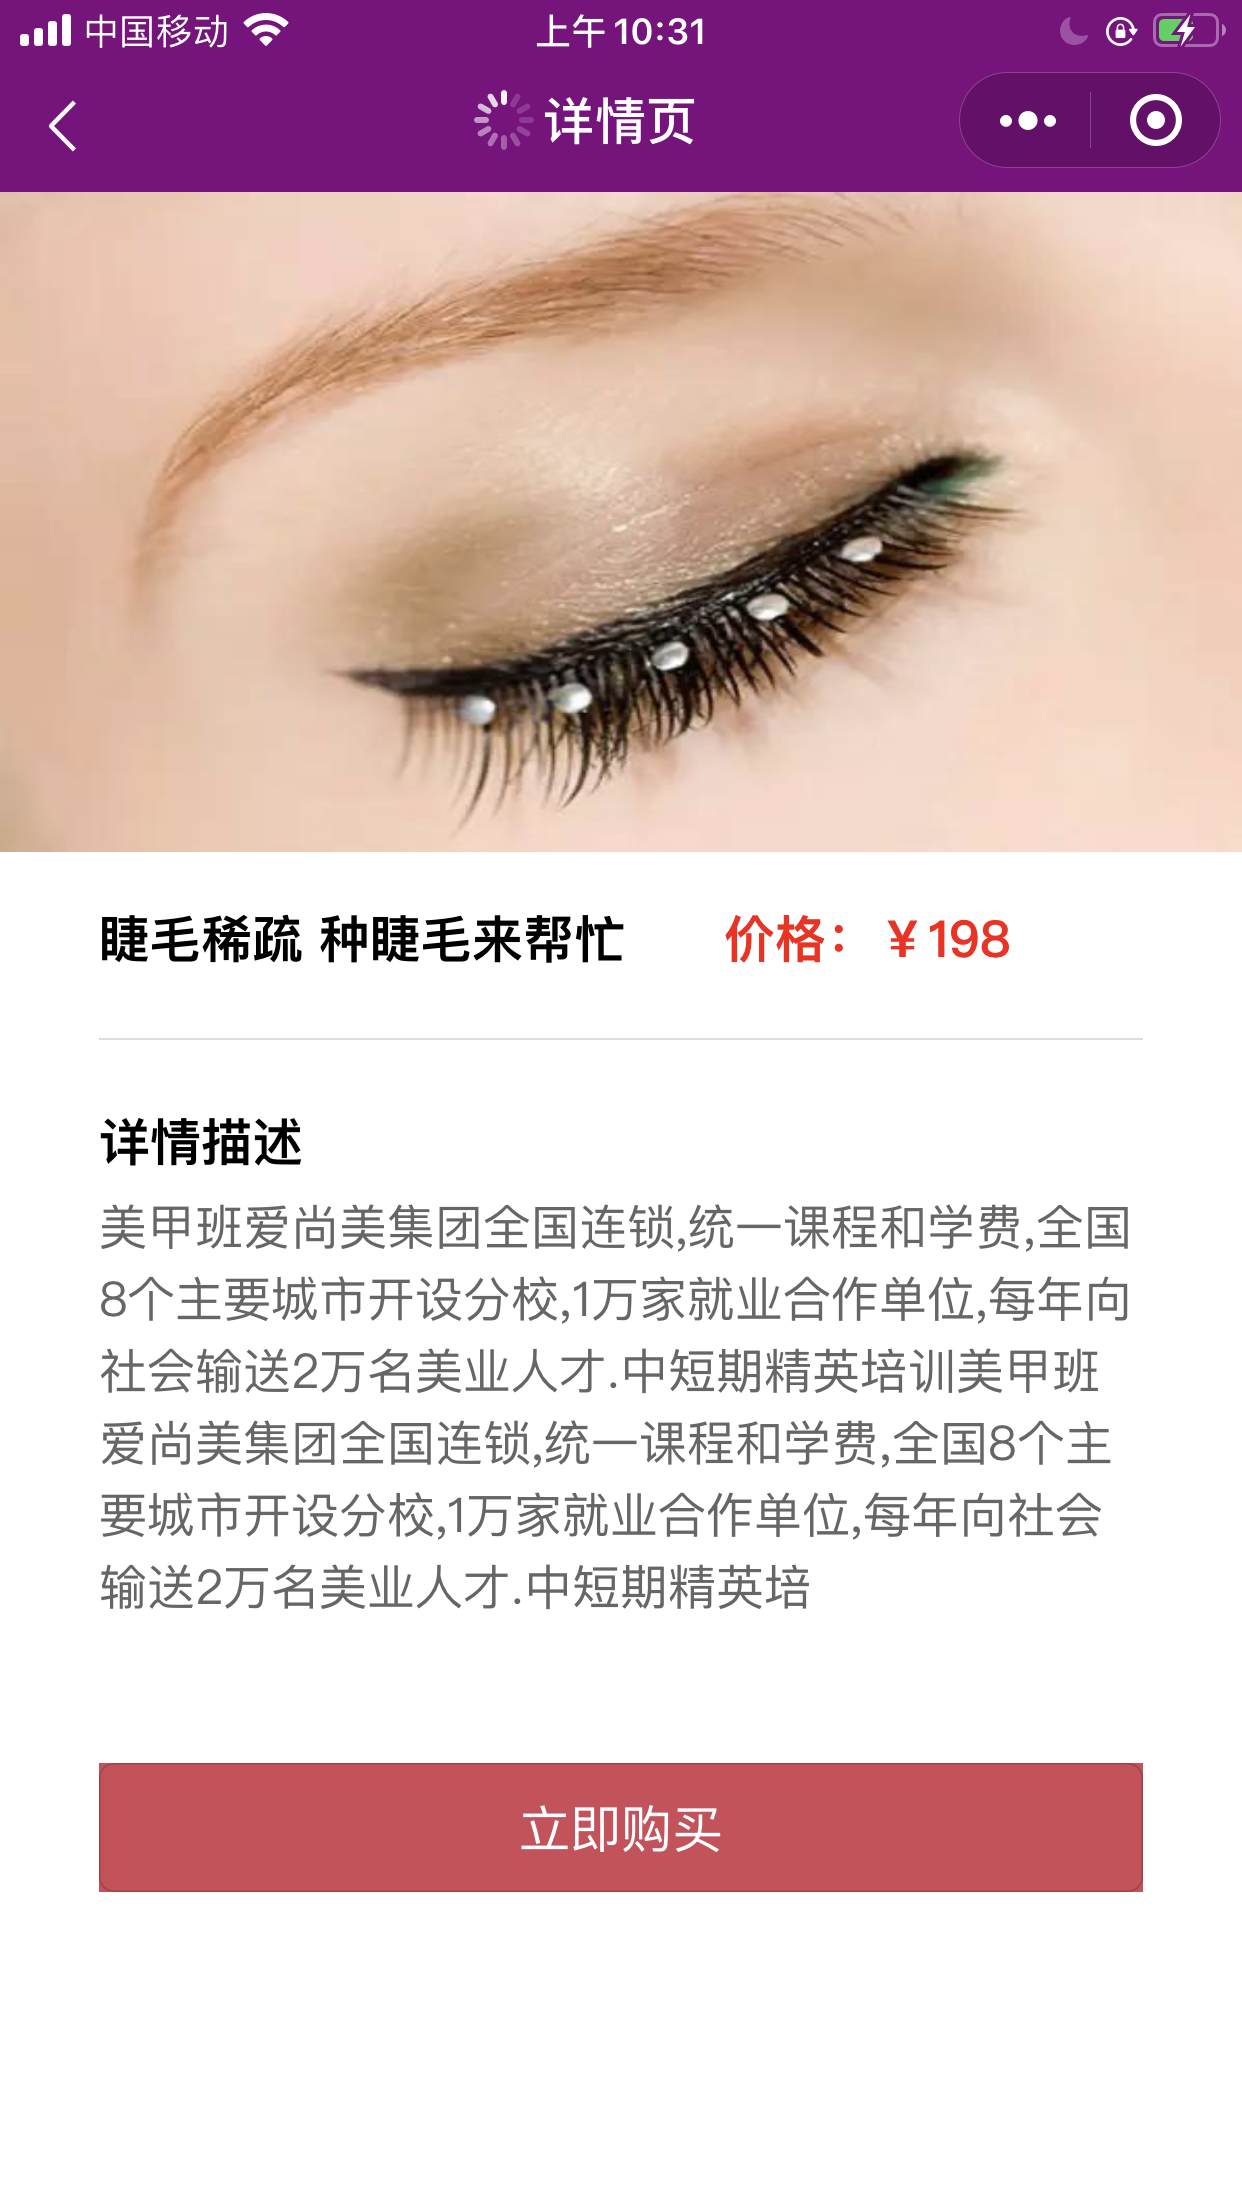 中国移动
上午10:31
详情页
睫毛稀疏 种睫毛来帮忙
价格：￥198
详情描述
美甲班爱尚美集团全国连锁,统一课程和学费,全国
8个主要城市开设分校,1万家就业合作单位,每年向
社会输送2万名美业人才.中短期精英培训美甲班
爱尚美集团全国连锁,统一课程和学费,全国8个主
要城市开设分校,1万家就业合作单位,每年向社会
输送2万名美业人才.中短期精英培
立即购买